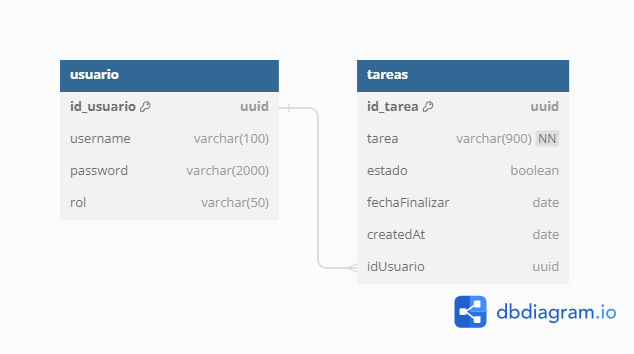 usuario
id_usuario uuid
username varchar(100)
password varchar(2000)
rol varchar(50)
tareas
id_tarea uuid
tarea varchar(900) NN
estado boolean
fechaFinalizar date
createdAt date
idUsuario uuid
dbdiagram.io